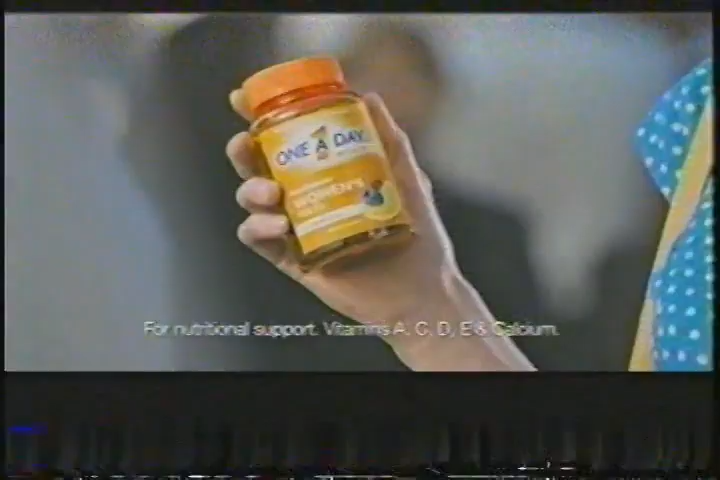 ONE A DAY
WOMEN'S
For nutritional support. Vitamins A, C, D, E & Calcium.